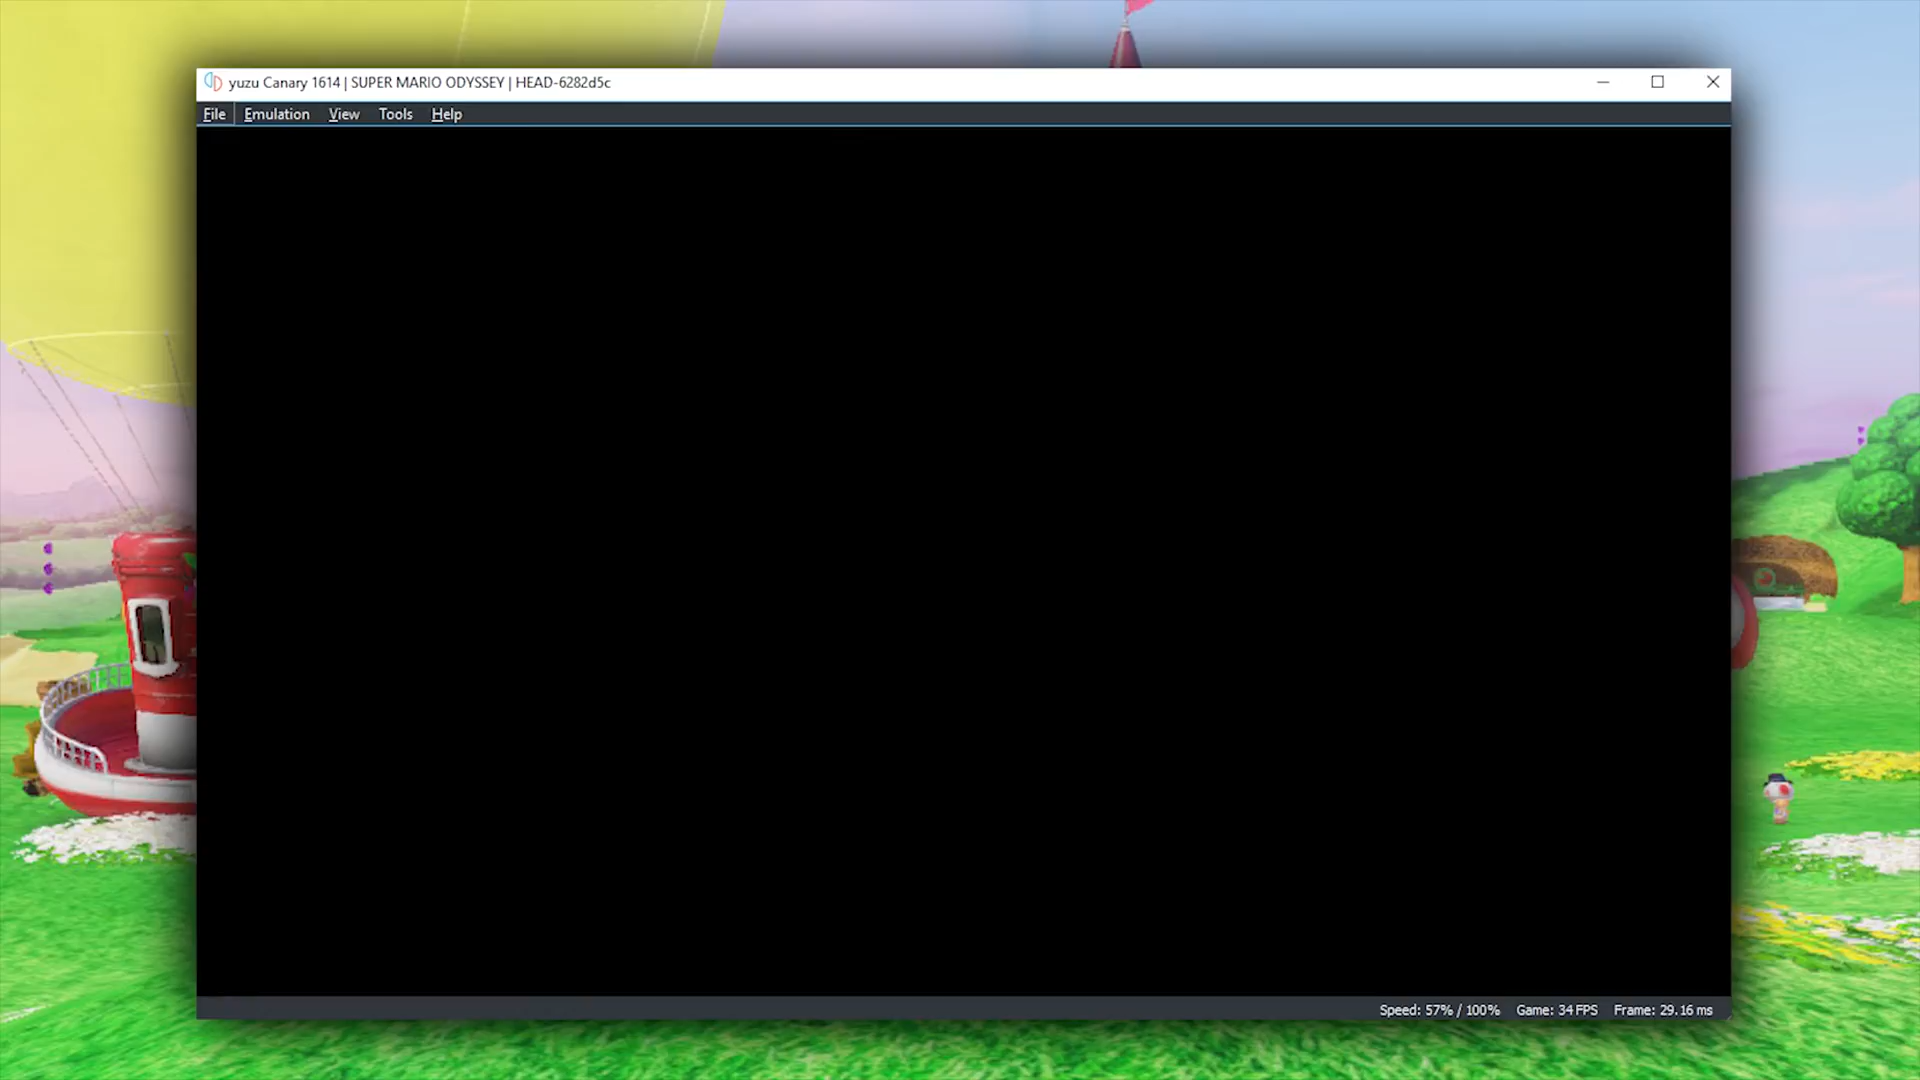 yuzu Canary 1614 | SUPER MARIO ODYSSEY | HEAD-6282d5c
File Emulation View Tools Help
Speed: 57% / 100% Game: 34 FPS Frame: 29.16 ms